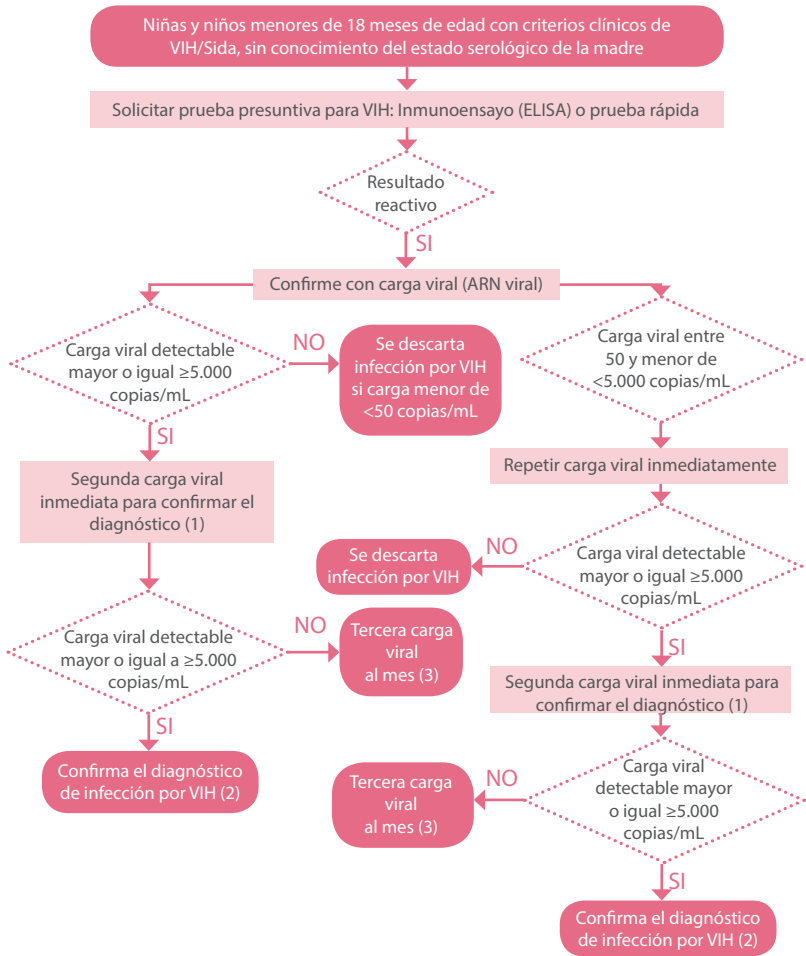 Niñas y niños menores de 18 meses de edad con criterios clínicos de
VIH/Sida, sin conocimiento del estado serológico de la madre
Solicitar prueba presuntiva para VIH: Inmunoensayo (ELISA) o prueba rápida
Resultado
reactivo
SI
Confirme con carga viral (ARN viral)
Carga viral detectable
mayor o igual ≥5.000
copias/mL
NO
Se descarta
infección por VIH
si carga menor de
<50 copias/mL
Carga viral entre
50 y menor de
<5.000 copias/mL
SI
Segunda carga viral
inmediata para confirmar el
diagnóstico (1)
Repetir carga viral inmediatamente
Carga viral detectable
mayor o igual ≥5.000
copias/mL
NO
Se descarta
infección por VIH
Carga viral detectable
mayor o igual a ≥5.000
copias/mL
NO
Tercera carga
viral
al mes (3)
SI
Segunda carga viral inmediata para
confirmar el diagnóstico (1)
SI
Confirma el diagnóstico
de infección por VIH (2)
Carga viral
detectable mayor
o igual ≥5.000
copias/mL
NO
Tercera carga
viral
al mes (3)
SI
Confirma el diagnóstico
de infección por VIH (2)